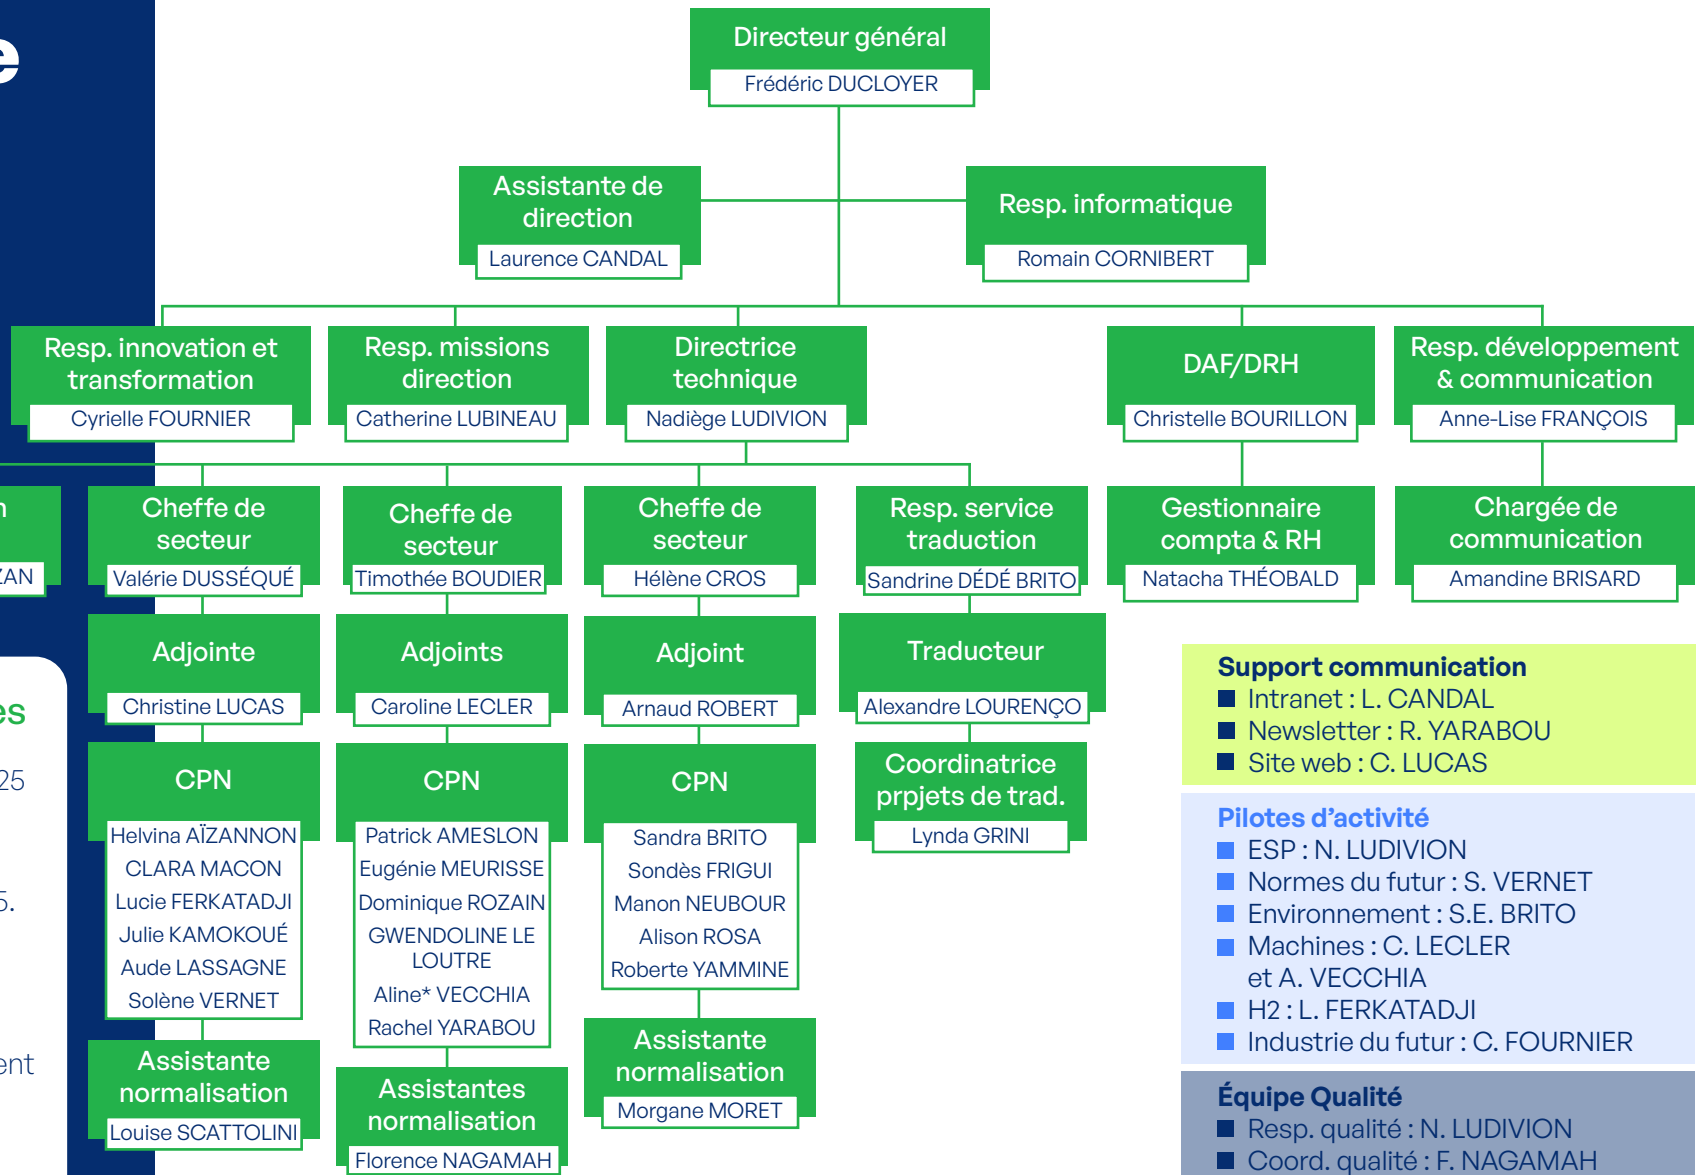 e
Directeur général
Frédéric DUCLOYER
Assistante de
direction
Laurence CANDAL
Resp. informatique
Romain CORNIBERT
Resp. innovation et
transformation
Cyrielle FOURNIER
Resp. missions
direction
Catherine LUBINEAU
Directrice
technique
Nadiège LUDIVION
DAF/DRH
Christelle BOURILLON
Resp. développement
& communication
Anne-Lise FRANÇOIS
n
ZAN
Cheffe de
secteur
Valérie DUSSÉQUÉ
Cheffe de
secteur
Timothée BOUDIER
Cheffe de
secteur
Hélène CROS
Resp. service
traduction
Sandrine DÉDÉ BRITO
Gestionnaire
compta & RH
Natacha THÉOBALD
Chargée de
communication
Amandine BRISARD
Adjointe
Christine LUCAS
Adjoints
Caroline LECLER
Adjoint
Arnaud ROBERT
Traducteur
Alexandre LOURENÇO
es
25
5.
ent
CPN
Helvina AÏZANNON
CLARA MACON
Lucie FERKATADJI
Julie KAMOKOUÉ
Aude LASSAGNE
Solène VERNET
CPN
Patrick AMESLON
Eugénie MEURISSE
Dominique ROZAIN
GWENDOLINE LE
LOUTRE
Aline* VECCHIA
Rachel YARABOU
CPN
Sandra BRITO
Sondès FRIGUI
Manon NEUBOUR
Alison ROSA
Roberte YAMMINE
Coordinatrice
prpjets de trad.
Lynda GRINI
Assistante
normalisation
Louise SCATTOLINI
Assistantes
normalisation
Florence NAGAMAH
Assistante
normalisation
Morgane MORET
Support communication
Intranet : L. CANDAL
Newsletter : R. YARABOU
Site web : C. LUCAS
Pilotes d'activité
ESP : N. LUDIVION
Normes du futur : S. VERNET
Environnement : S.E. BRITO
Machines : C. LECLER
et A. VECCHIA
H2 : L. FERKATADJI
Industrie du futur : C. FOURNIER
Équipe Qualité
Resp. qualité : N. LUDIVION
Coord. qualité : F. NAGAMAH